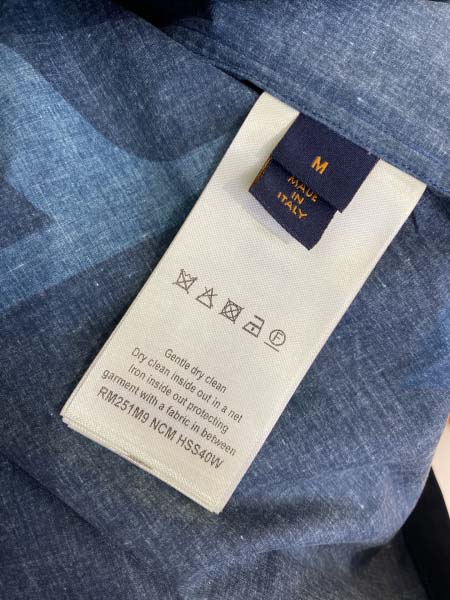 M
MADE
IN
ITALY
F
Gentle dry clean
Dry clean inside out in a net
Iron inside out protecting
garment with a fabric in between
RM251M9 NCM HSS40W